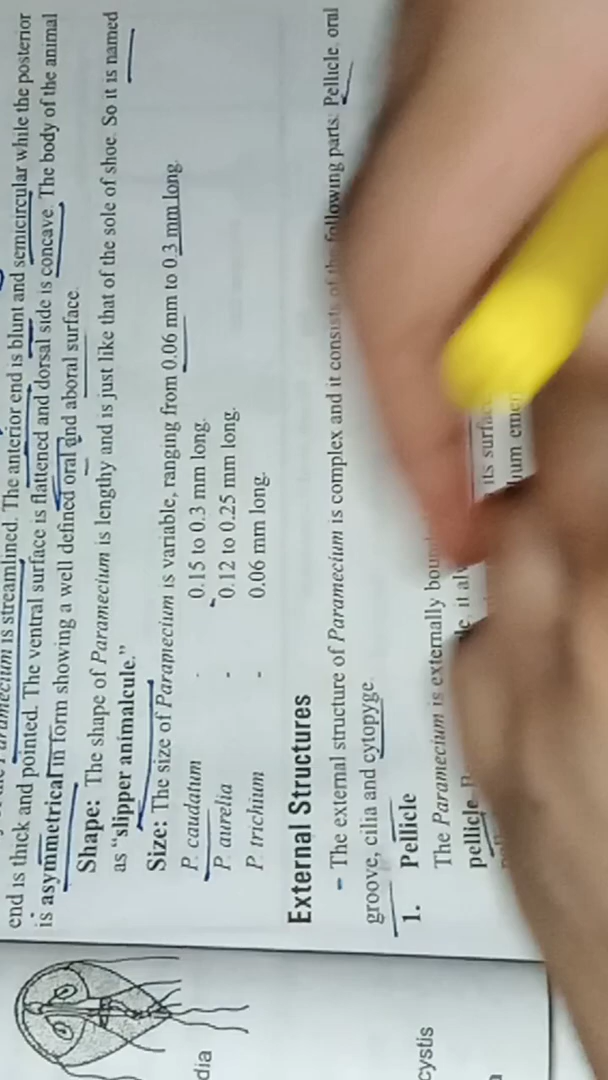 end is thick and pointed. The anterior end is blunt and semicircular while the posterior
is asymmetrical in form showing a well defined oral and aboral surface.
is streamlined. The ventral surface is flattened and dorsal side is concave. The body of the animal
Shape: The shape of Paramecium is lengthy and is just like that of the sole of shoe. So it is named
as “slipper animalcule.”
Size: The size of Paramecium is variable, ranging from 0.06 mm to 0.3 mm long.
P. caudatum - 0.15 to 0.3 mm long.
P. aurelia - 0.12 to 0.25 mm long.
P. trichium - 0.06 mm long.
External Structures
– The external structure of Paramecium is complex and it consists of the following parts: Pellicle, oral
groove, cilia and cytopyge.
1. Pellicle
The Paramecium is externally
pellicle.
its surface
dia
cystis